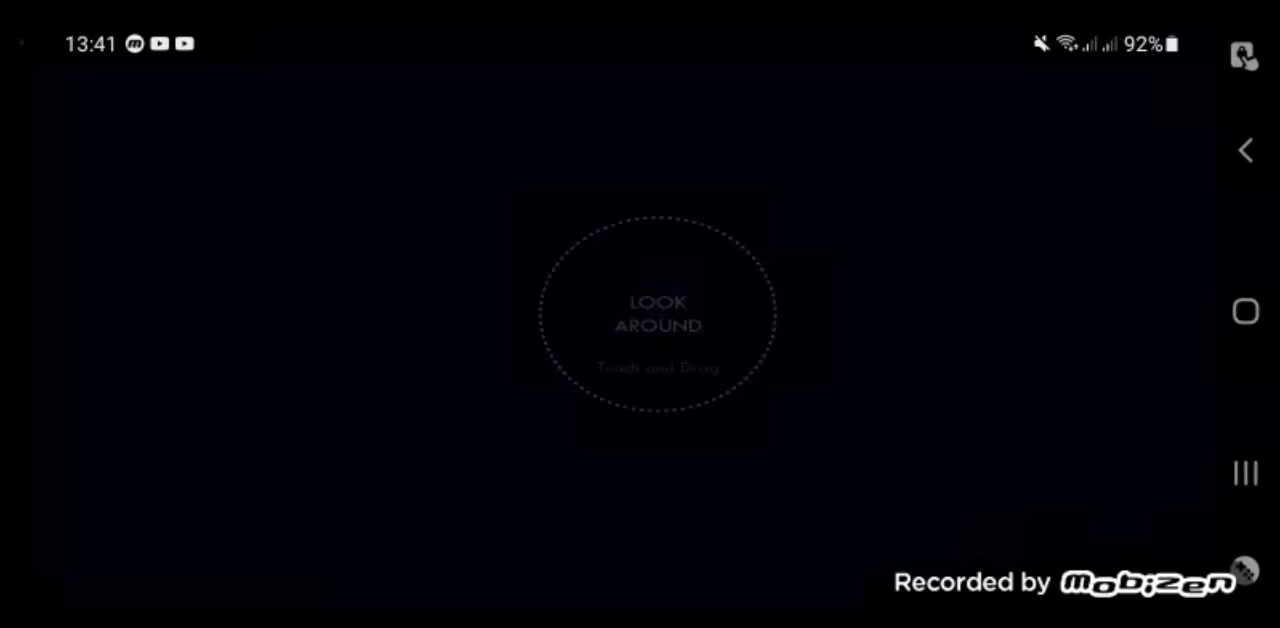 13:41
92%
LOOK
AROUND
Touch and Drag
Recorded by mobizen